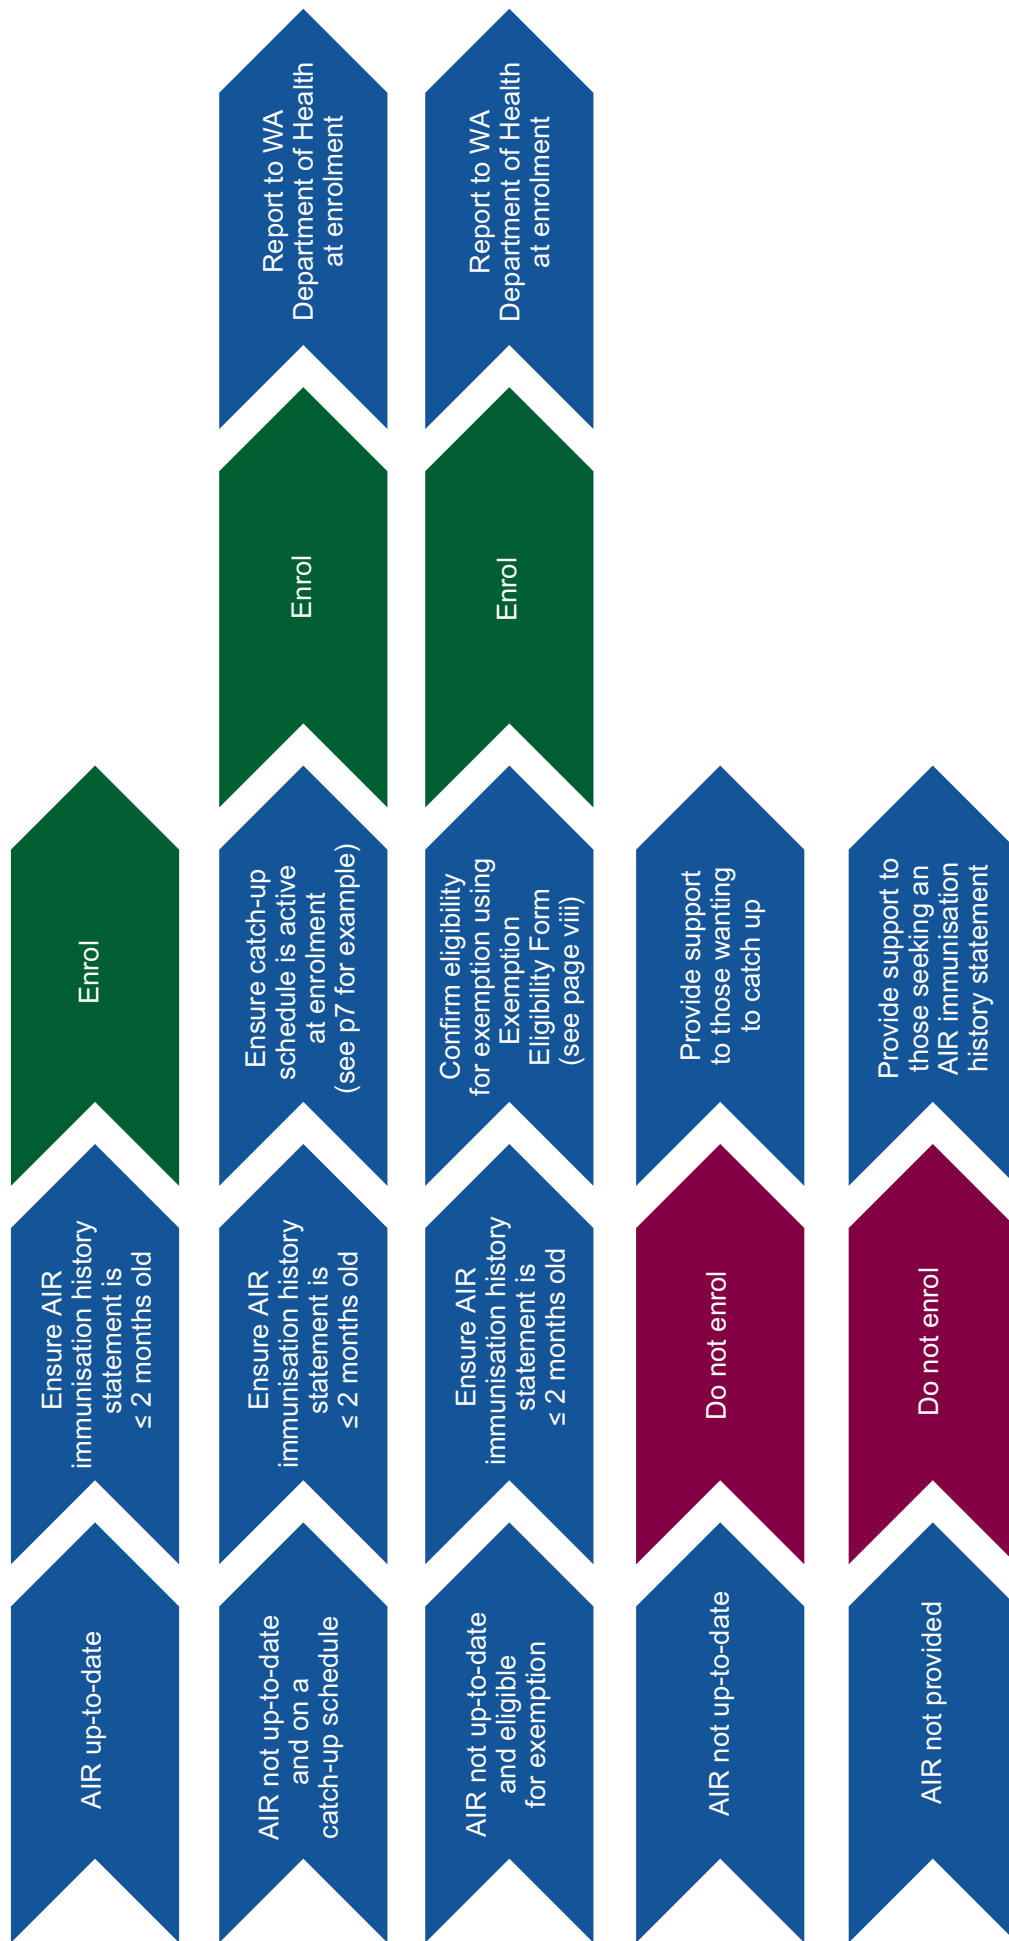 AIR up-to-date
Ensure AIR
immunisation history
statement is
≤ 2 months old
Enrol
AIR not up-to-date
and on a
catch-up schedule
Ensure AIR
immunisation history
statement is
≤ 2 months old
Ensure catch-up
schedule is active
at enrolment
(see p7 for example)
Enrol
Report to WA
Department of Health
at enrolment
AIR not up-to-date
and eligible
for exemption
Ensure AIR
immunisation history
statement is
≤ 2 months old
Confirm eligibility
for exemption using
Exemption
Eligibility Form
(see page viii)
Enrol
Report to WA
Department of Health
at enrolment
AIR not up-to-date
Do not enrol
Provide support
to those wanting
to catch up
AIR not provided
Do not enrol
Provide support to
those seeking an
AIR immunisation
history statement